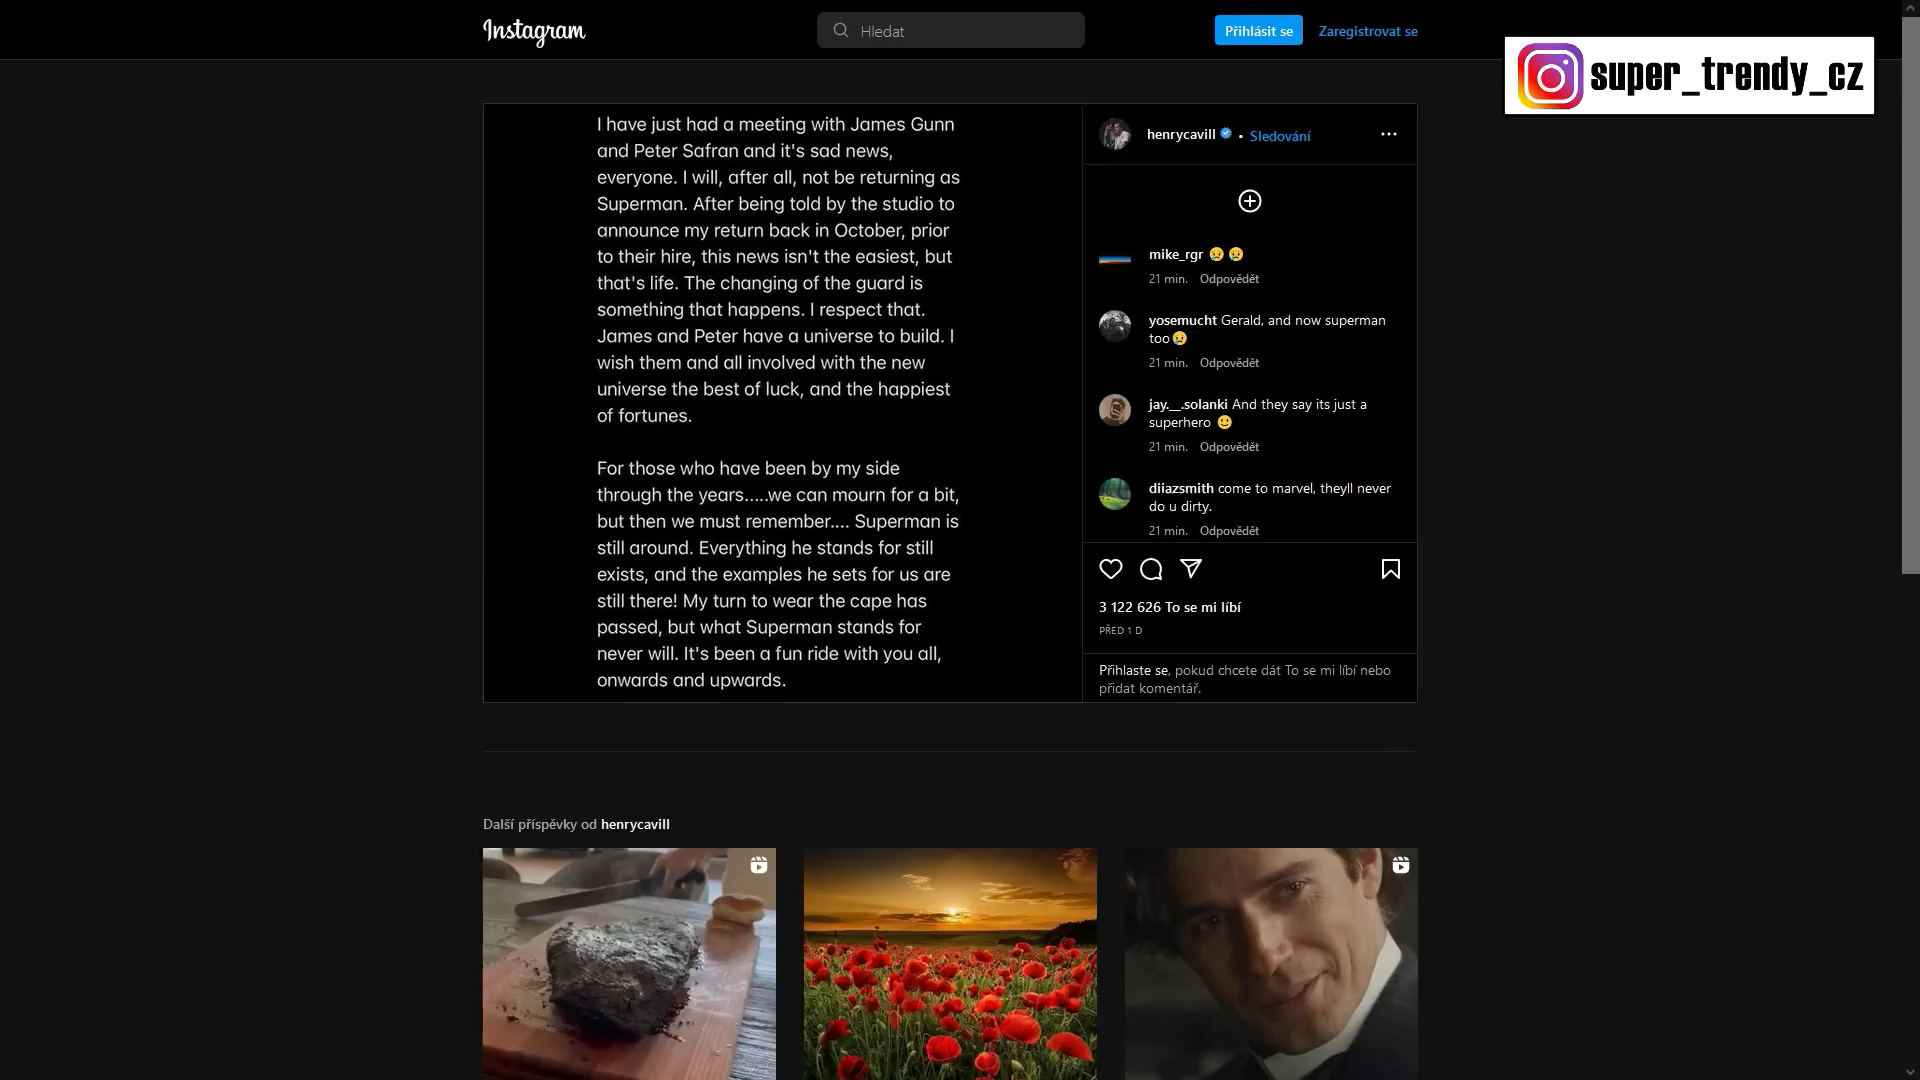 Instagram
Hledat
Přihlásit se
Zaregistrovat se
super_trendy_cz
I have just had a meeting with James Gunn
and Peter Safran and it's sad news,
everyone. I will, after all, not be returning as
Superman. After being told by the studio to
announce my return back in October, prior
to their hire, this news isn't the easiest, but
that's life. The changing of the guard is
something that happens. I respect that.
James and Peter have a universe to build. I
wish them and all involved with the new
universe the best of luck, and the happiest
of fortunes.
For those who have been by my side
through the years.....we can mourn for a bit,
but then we must remember.... Superman is
still around. Everything he stands for still
exists, and the examples he sets for us are
still there! My turn to wear the cape has
passed, but what Superman stands for
never will. It's been a fun ride with you all,
onwards and upwards.
henrycavill • Sledování
mike_rgr 😢 😢
21 min. Odpovědět
yosemucht Gerald, and now superman
too😢
21 min. Odpovědět
jay.__.solanki And they say its just a
superhero 🙂
21 min. Odpovědět
diiazsmith come to marvel, theyll never
do u dirty.
21 min. Odpovědět
3 122 626 To se mi líbí
PŘED 1 D
Přihlaste se, pokud chcete dát To se mi líbí nebo
přidat komentář.
Další příspěvky od henrycavill